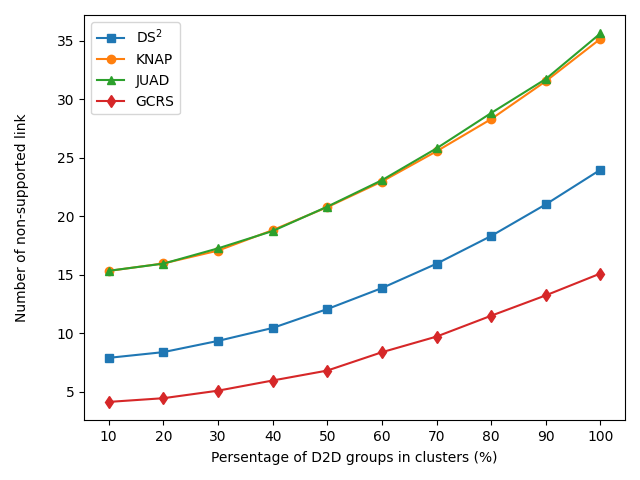 DS²
KNAP
JUAD
GCRS
Number of non-supported link
35
30
25
20
15
10
5
10 20 30 40 50 60 70 80 90 100
Persentage of D2D groups in clusters (%)